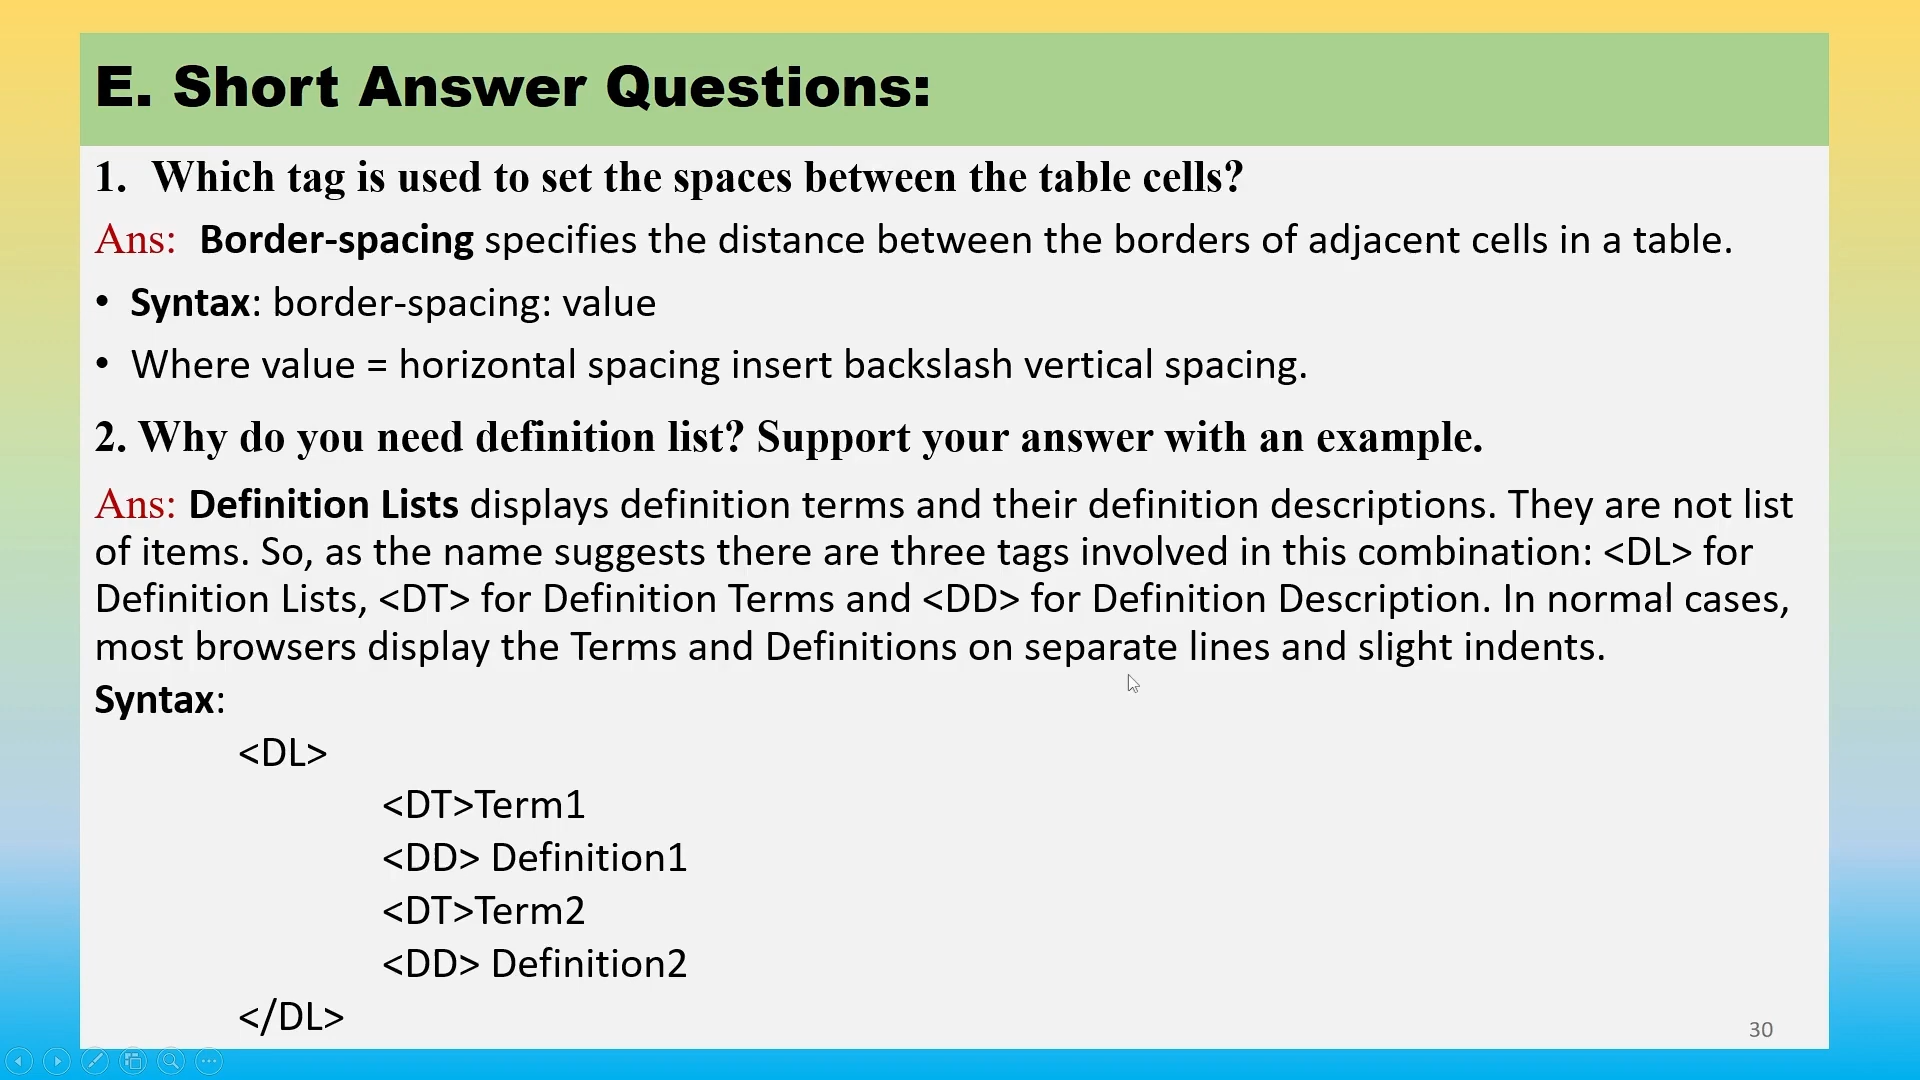 E. Short Answer Questions:
1. Which tag is used to set the spaces between the table cells?
Ans: Border-spacing specifies the distance between the borders of adjacent cells in a table.
• Syntax: border-spacing: value
• Where value = horizontal spacing insert backslash vertical spacing.
2. Why do you need definition list? Support your answer with an example.
Ans: Definition Lists displays definition terms and their definition descriptions. They are not list
of items. So, as the name suggests there are three tags involved in this combination: <DL> for
Definition Lists, <DT> for Definition Terms and <DD> for Definition Description. In normal cases,
most browsers display the Terms and Definitions on separate lines and slight indents.
Syntax:
<DL>
<DT>Term1
<DD> Definition1
<DT>Term2
<DD> Definition2
</DL>
30